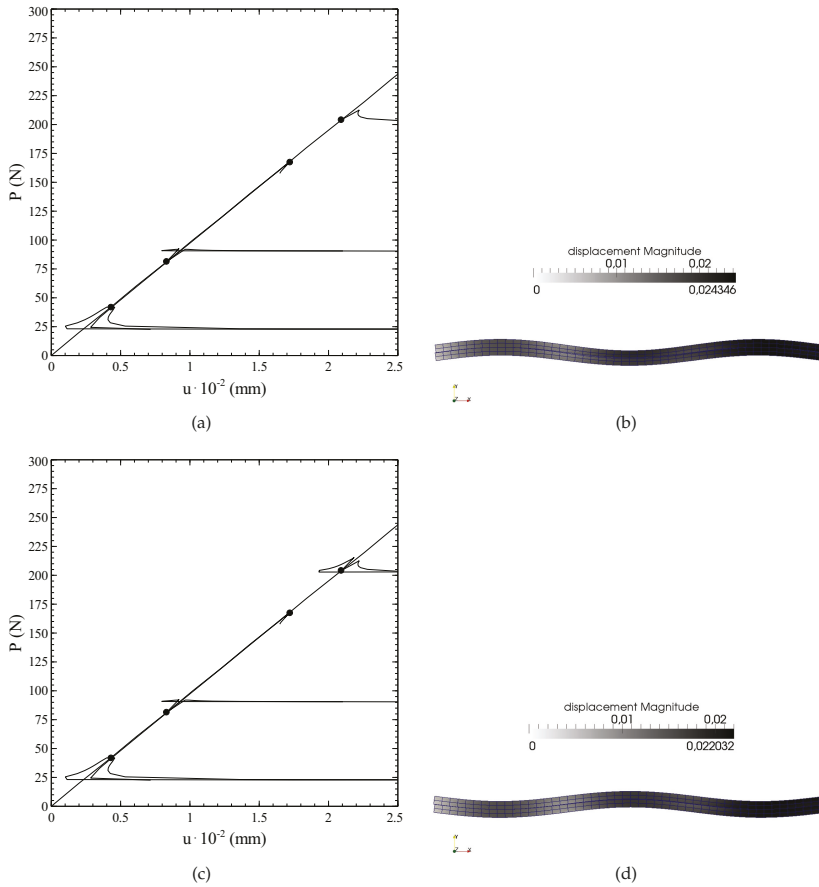 300
275
250
225
200
175
150
125
100
75
50
25
0
P (N)
0.5 1 1.5 2 2.5
u · 10-2 (mm)
(a)
displacement Magnitude
0,01 0,02
0 0,024346
Y
Z X
(b)
300
275
250
225
200
175
150
125
100
75
50
25
0
P (N)
0.5 1 1.5 2 2.5
u · 10-2 (mm)
(c)
displacement Magnitude
0,01 0,02
0 0,022032
Y
Z X
(d)